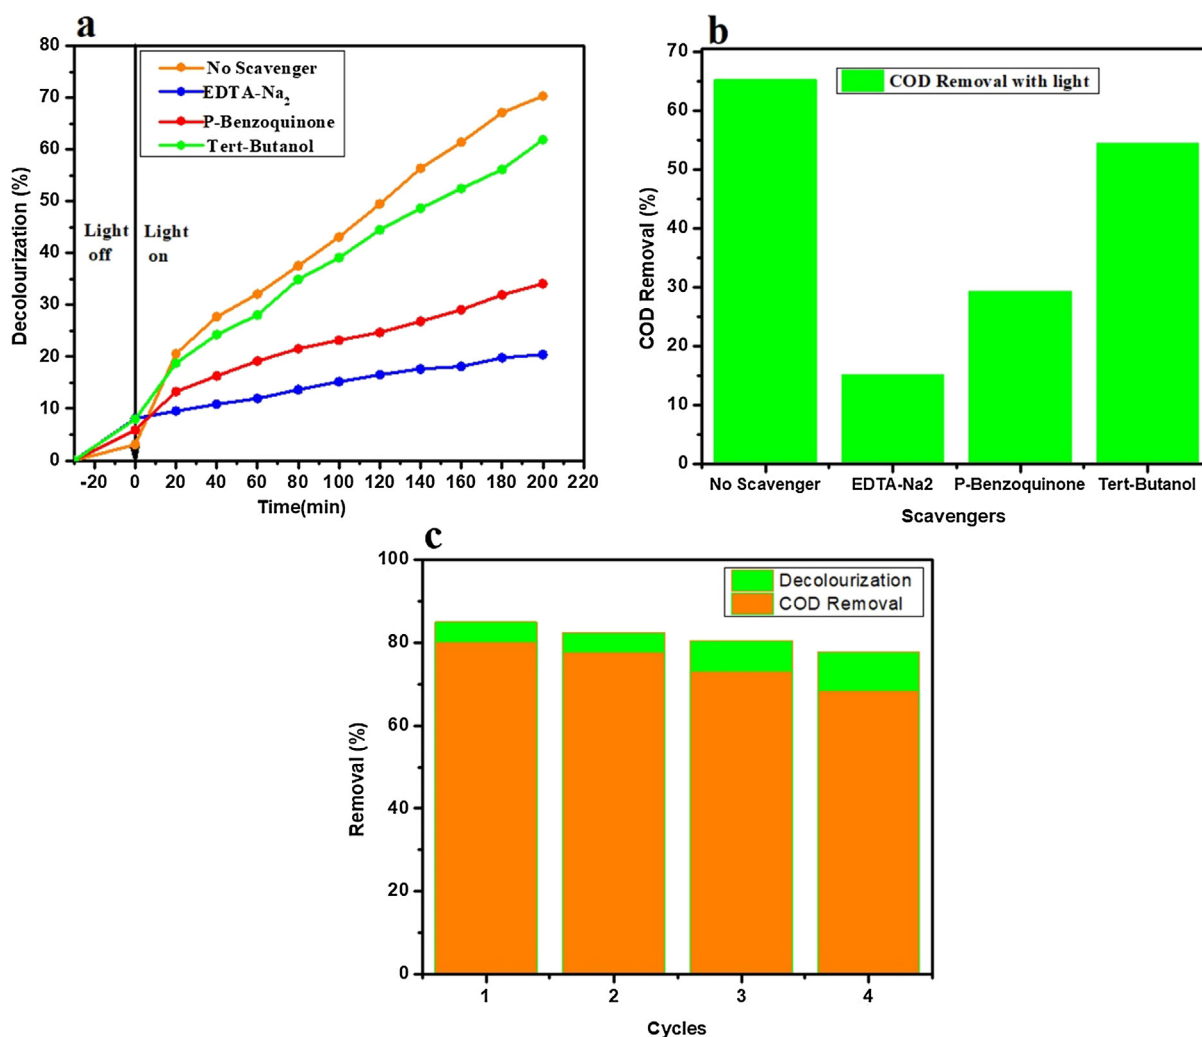 a
80
70
60
50
40
30
20
10
0
Decolourization (%)
No Scavenger
EDTA-Na2
P-Benzoquinone
Tert-Butanol
Light
off
Light
on
-20 0 20 40 60 80 100 120 140 160 180 200 220
Time(min)
b
70
60
50
40
30
20
10
0
COD Removal (%)
COD Removal with light
No Scavenger EDTA-Na2 P-Benzoquinone Tert-Butanol
Scavengers
c
100
80
60
40
20
0
Removal (%)
Decolourization
COD Removal
1 2 3 4
Cycles